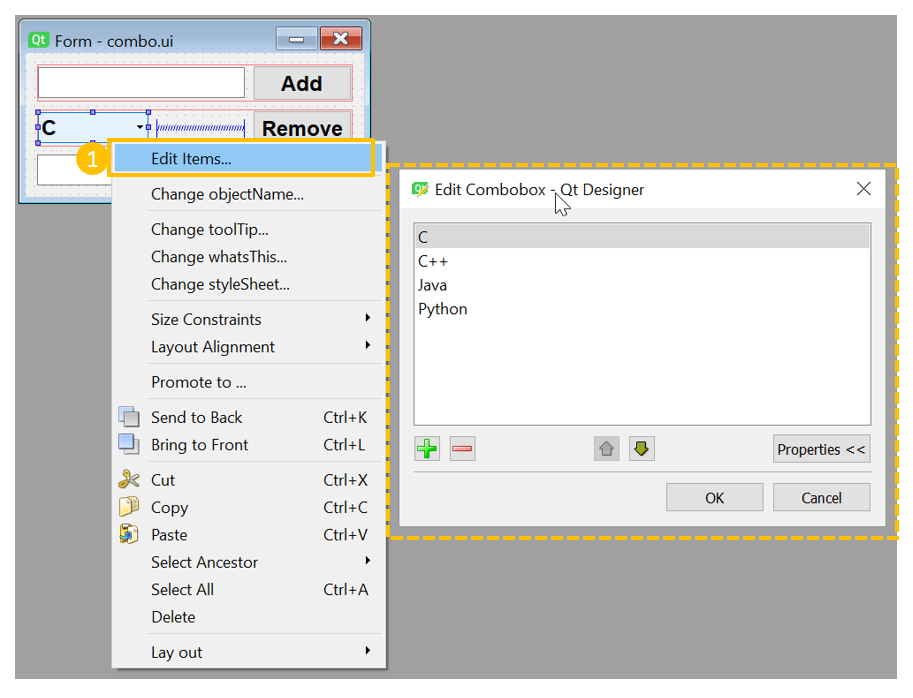 Qt Form - combo.ui
Add
C
Remove
1 Edit Items...
Change objectName...
Change toolTip...
Change whatsThis...
Change styleSheet...
Size Constraints
Layout Alignment
Promote to ...
Send to Back Ctrl+K
Bring to Front Ctrl+L
Cut Ctrl+X
Copy Ctrl+C
Paste Ctrl+V
Select Ancestor
Select All Ctrl+A
Delete
Lay out
Qt Edit Combobox - Qt Designer
C
C++
Java
Python
Properties <<
OK Cancel